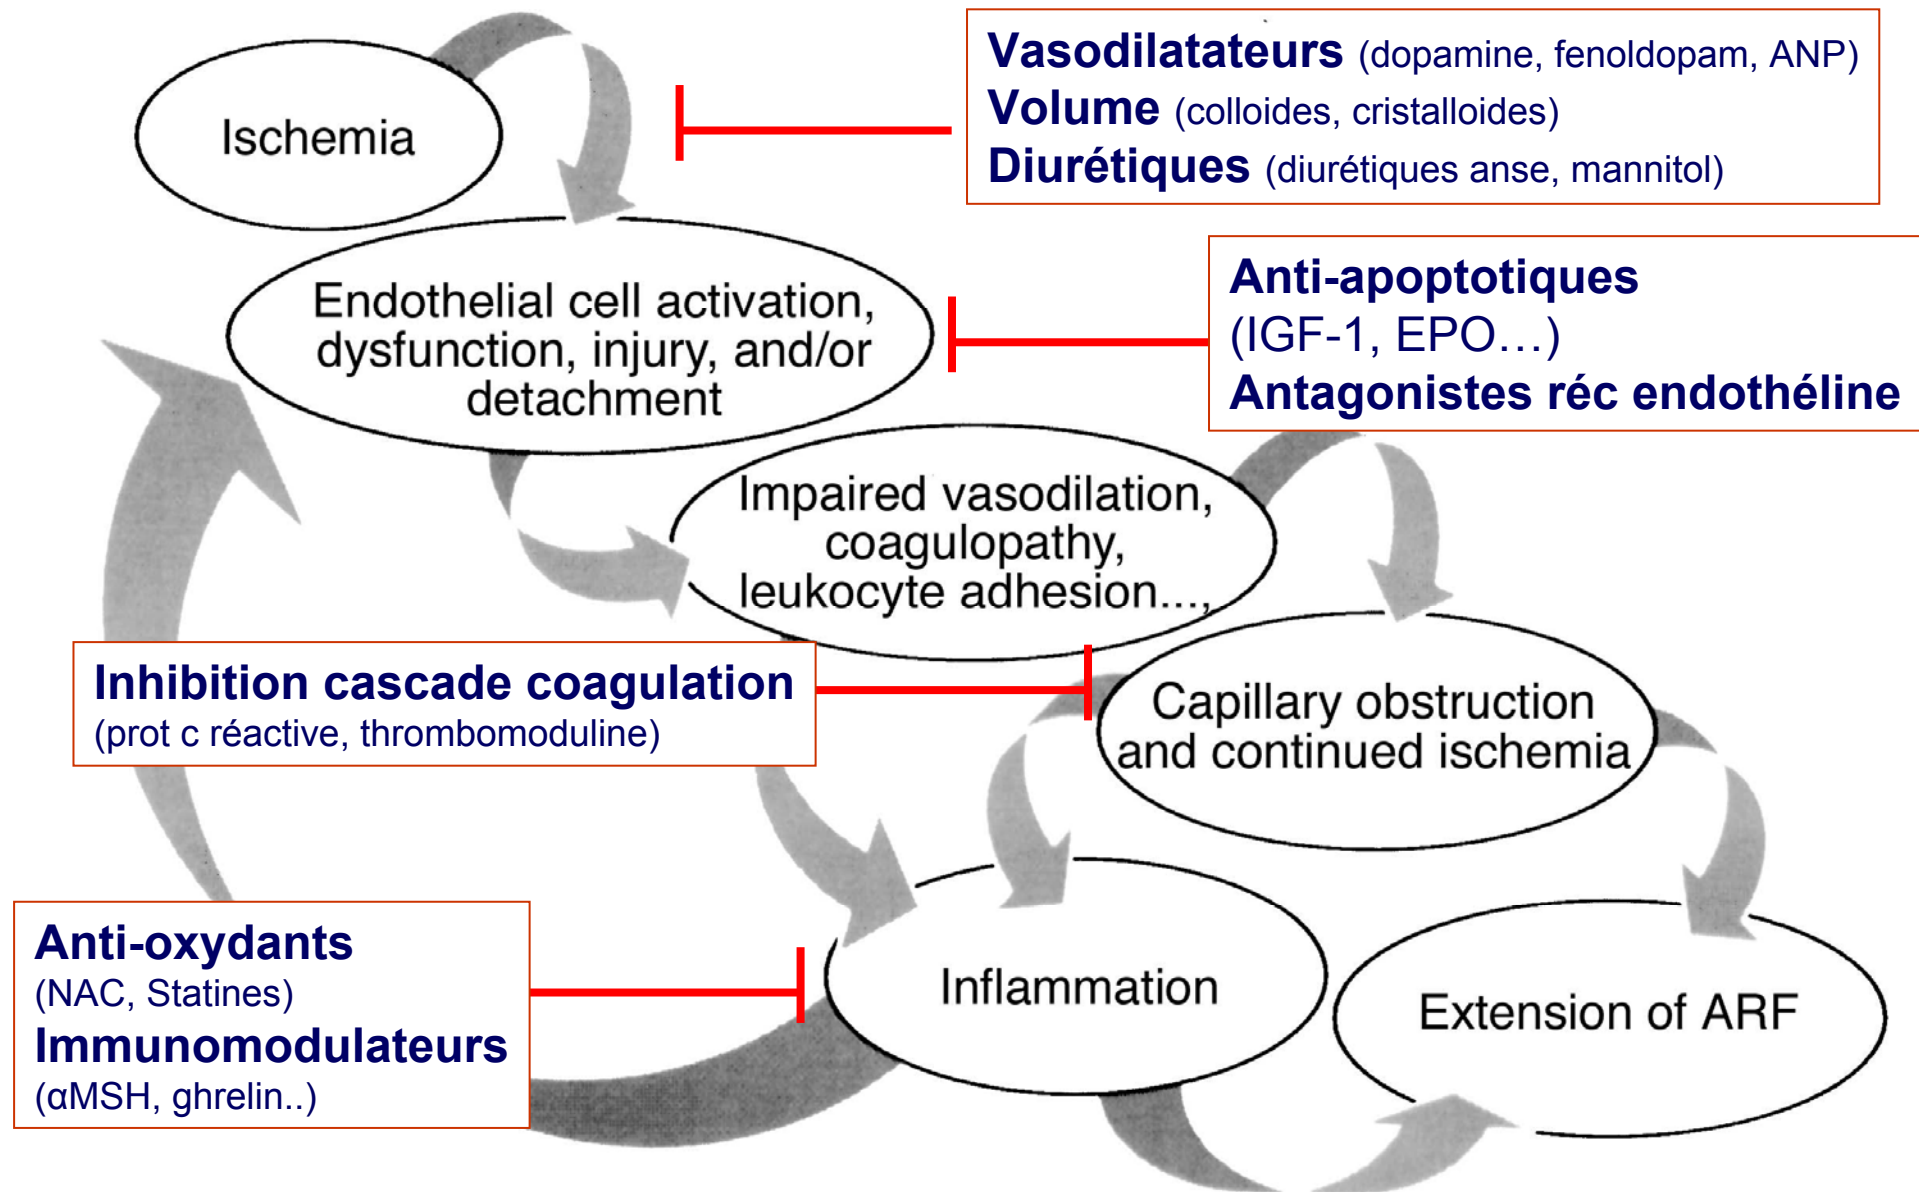 Vasodilatateurs (dopamine, fenoldopam, ANP)
Volume (colloides, cristalloides)
Diurétiques (diurétiques anse, mannitol)
Ischemia
Endothelial cell activation,
dysfunction, injury, and/or
detachment
Anti-apoptotiques
(IGF-1, EPO…)
Antagonistes réc endothéline
Impaired vasodilation,
coagulopathy,
leukocyte adhesion...,
Inhibition cascade coagulation
(prot c réactive, thrombomoduline)
Capillary obstruction
and continued ischemia
Anti-oxydants
(NAC, Statines)
Immunomodulateurs
(αMSH, ghrelin..)
Inflammation
Extension of ARF